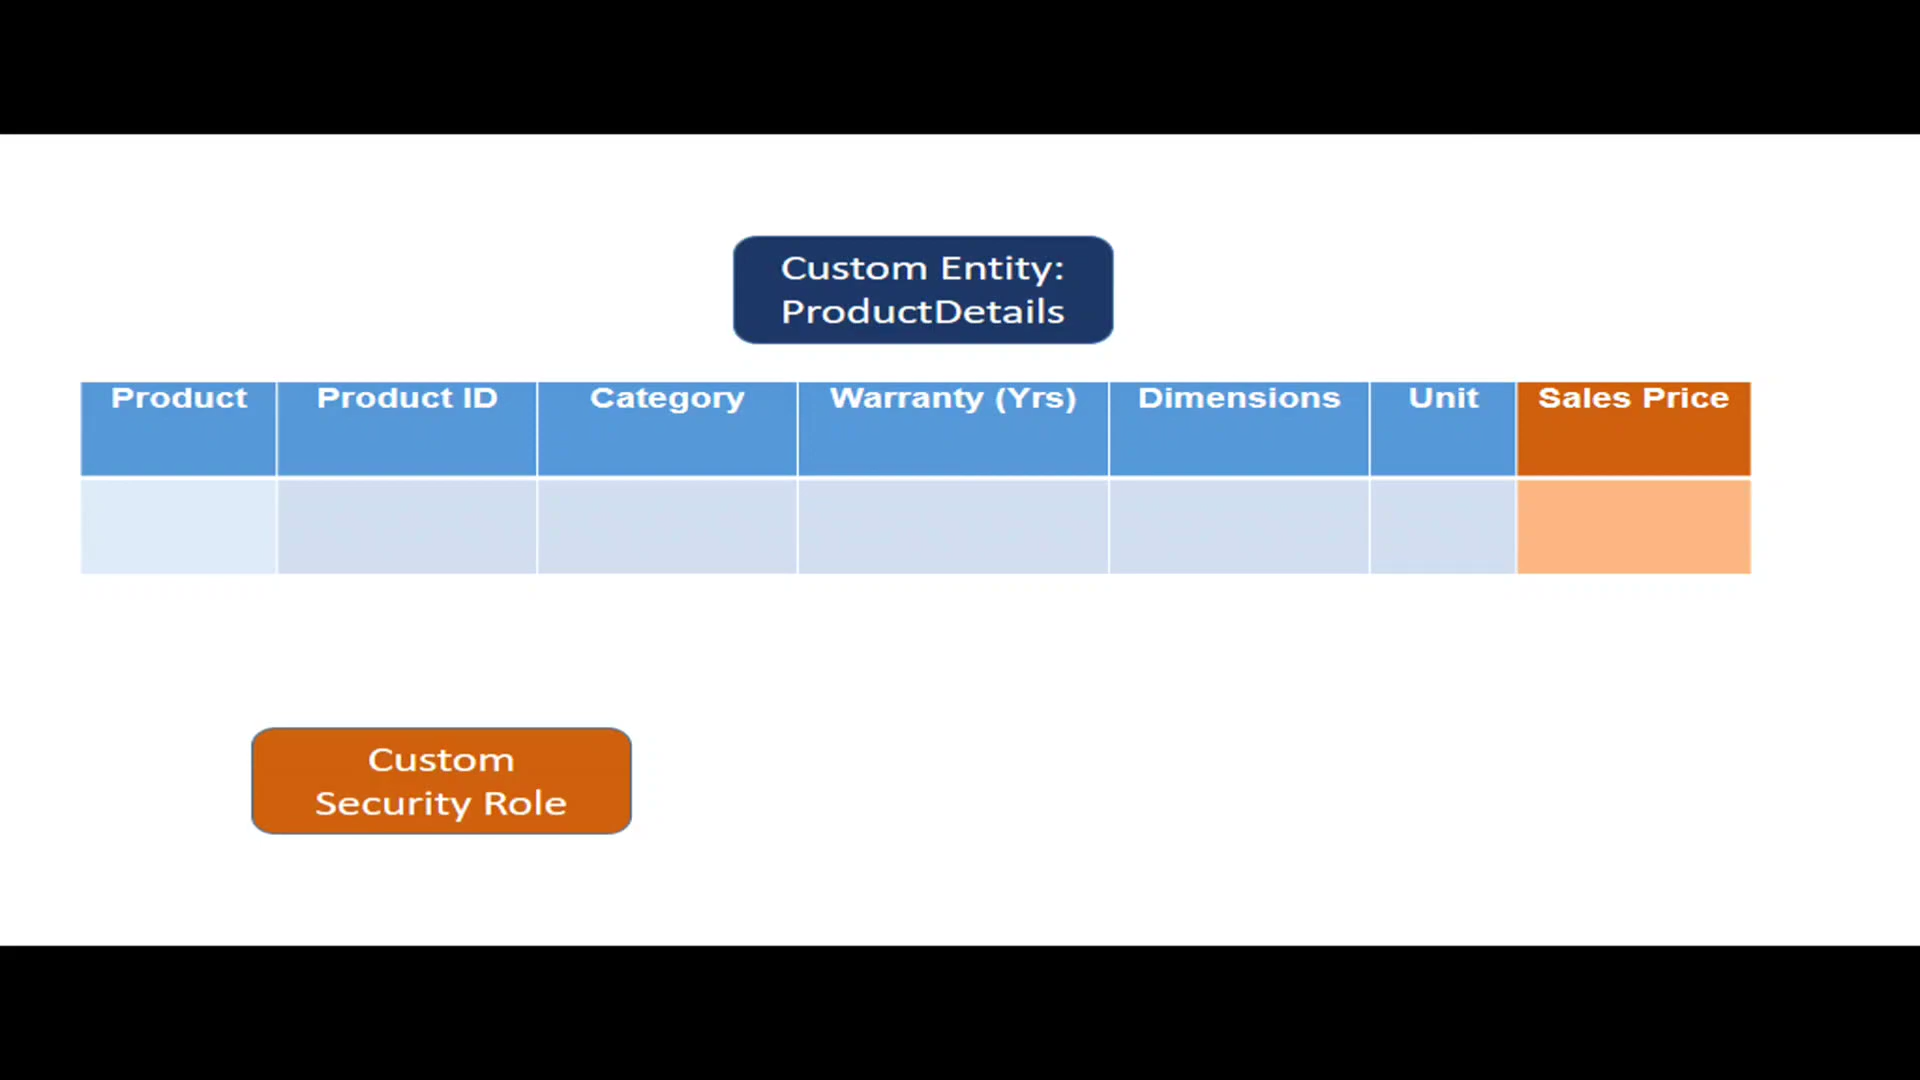 Custom Entity:
ProductDetails
Product Product ID Category Warranty (Yrs) Dimensions Unit Sales Price
Custom
Security Role